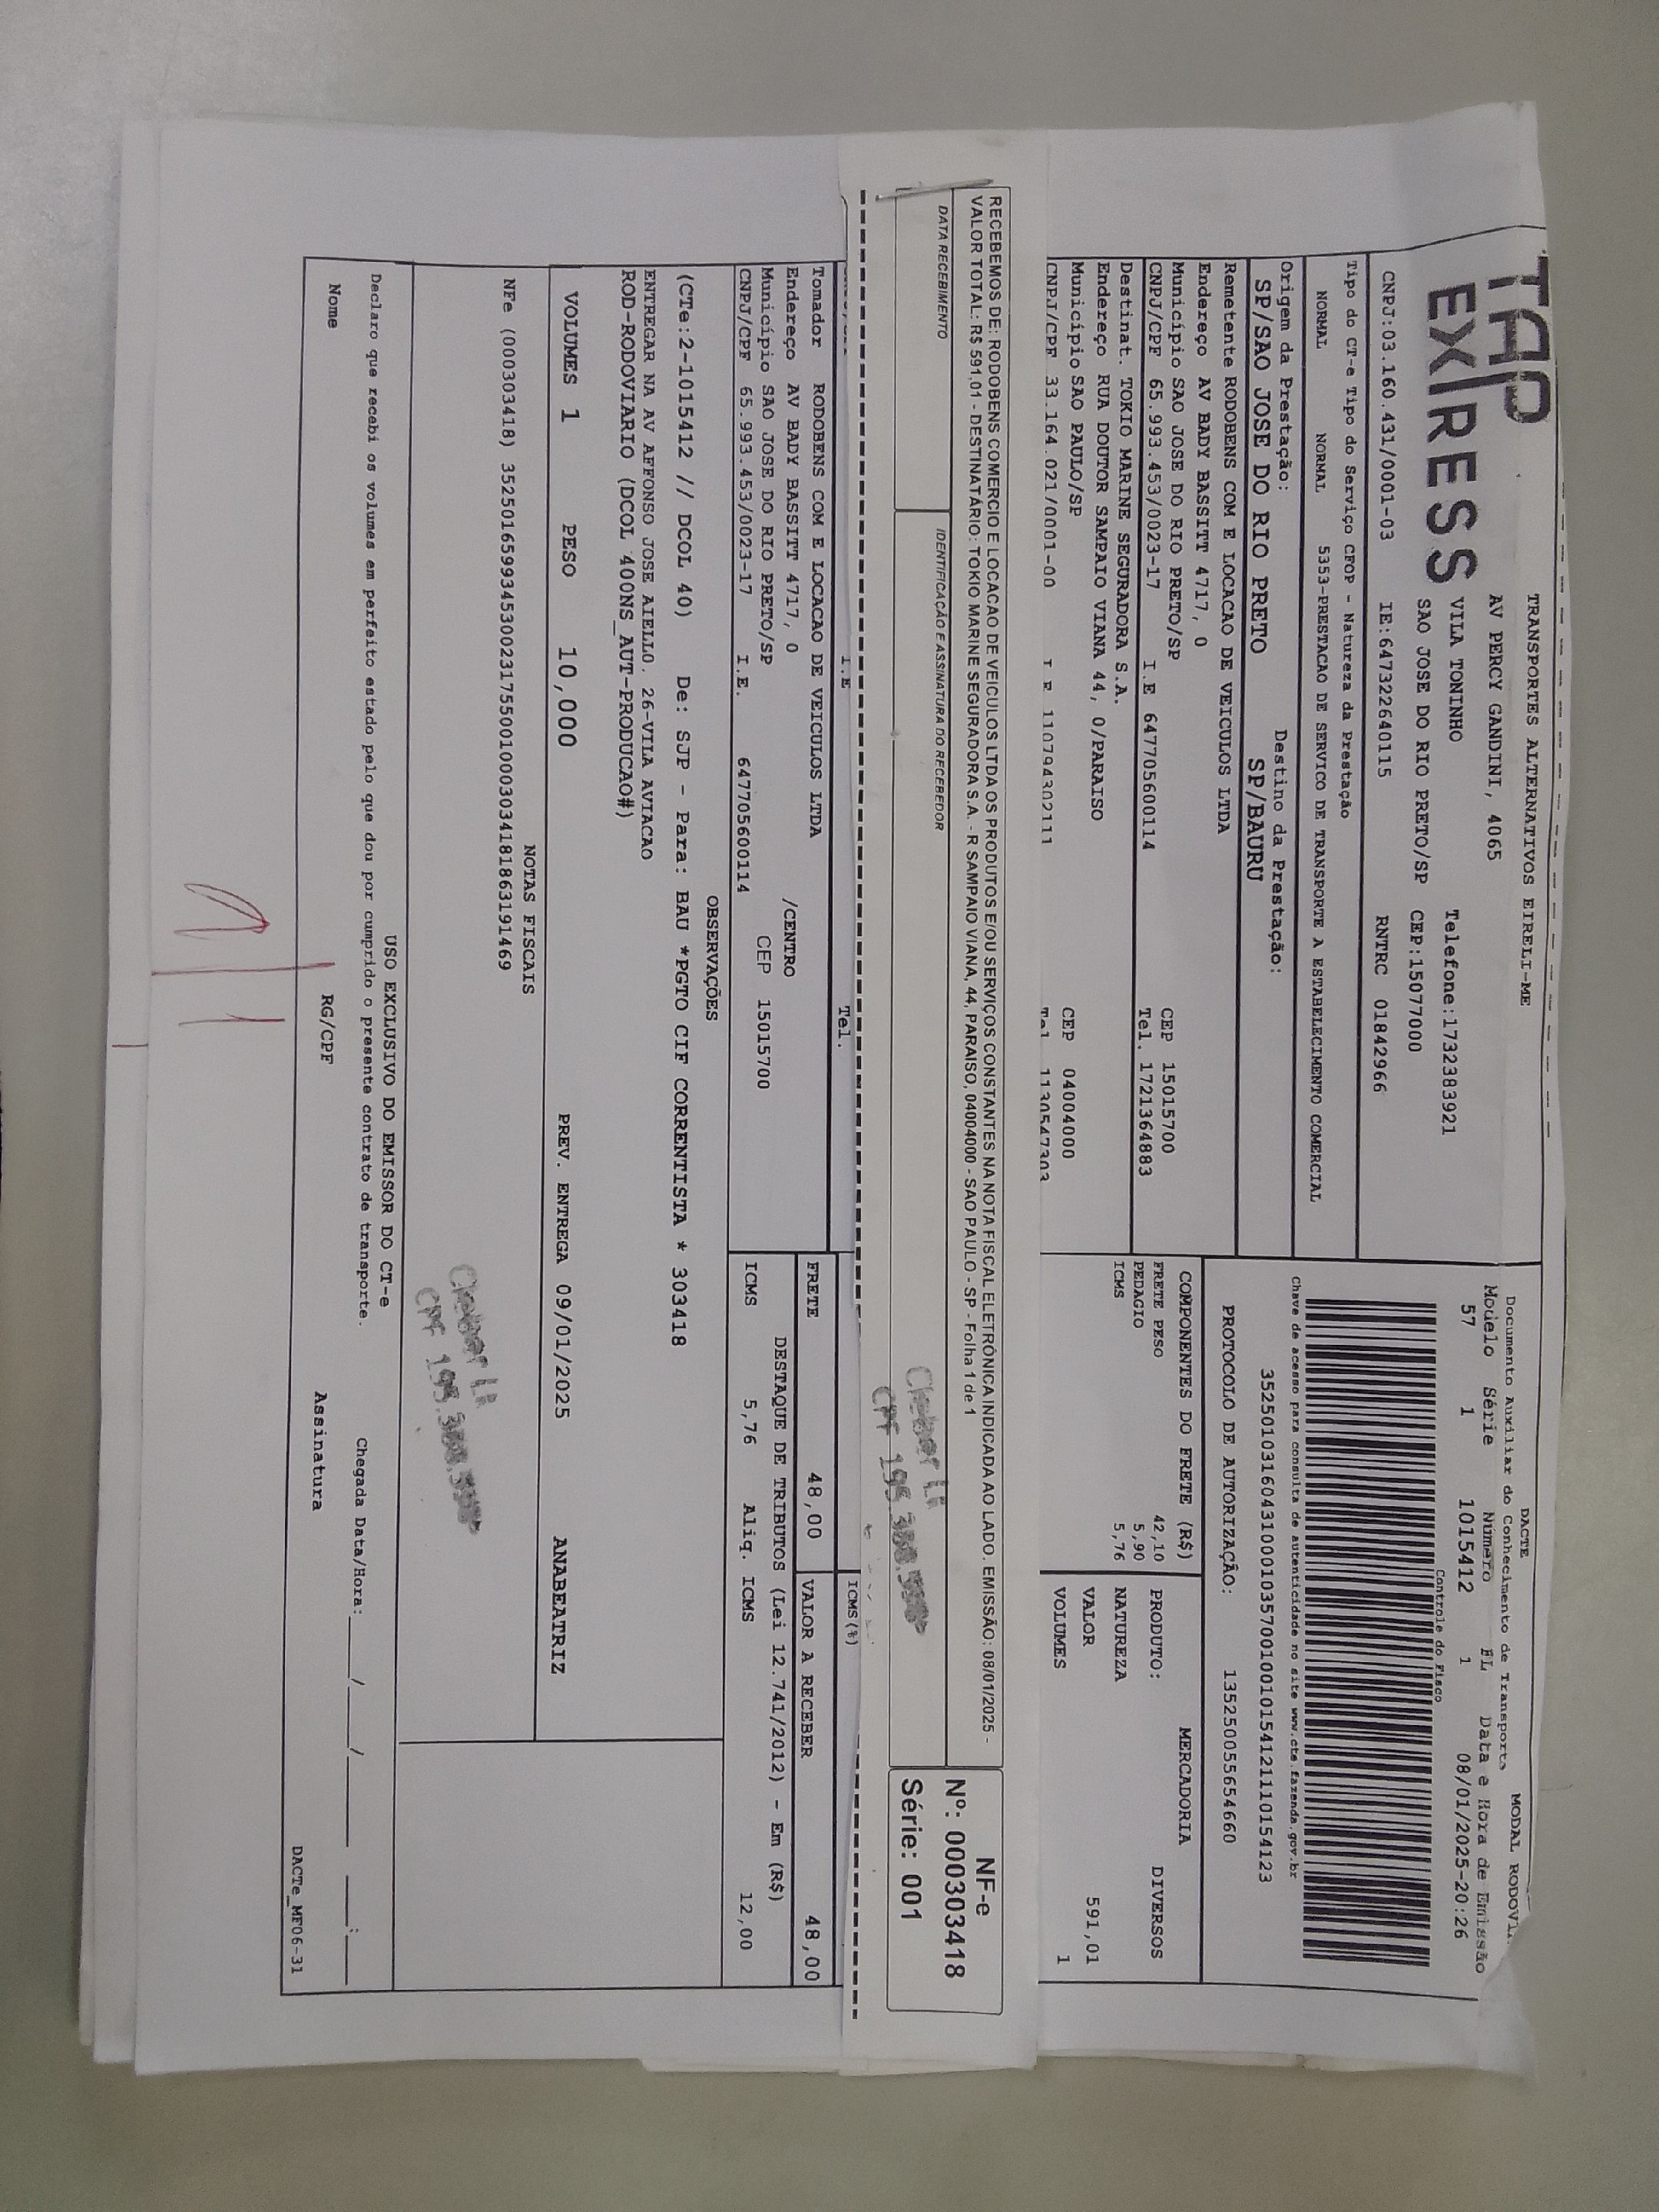 TAP
EXPRESS
TRANSPORTES ALTERNATIVOS EIRELI-ME
AV PERCY GANDINI, 4065
VILA TONINHO Telefone:1732383921
SAO JOSE DO RIO PRETO/SP CEP:15077000
CNPJ:03.160.431/0001-03 IE:647322640115 RNTRC 01842966
Tipo do CT-e Tipo do Serviço CFOP - Natureza da Prestação
NORMAL NORMAL 5353-PRESTACAO DE SERVICO DE TRANSPORTE A ESTABELECIMENTO COMERCIAL
Origem da Prestação: Destino da Prestação:
SP/SAO JOSE DO RIO PRETO SP/BAURU
DACTE MODAL
Documento Auxiliar do Conhecimento de Transporte
Modelo Série Número FL Data e Hora de Emissão
57 1 1015412 1 08/01/2025-20:26
Controle do Fisco
Chave de acesso para consulta de autenticidade no site www.cte.fazenda.gov.br
35250103160431000103570010010154121110154123
PROTOCOLO DE AUTORIZAÇÃO: 135250055654660
Remetente RODOBENS COM E LOCACAO DE VEICULOS LTDA
Endereço AV BADY BASSITT 4717, 0
Município SAO JOSE DO RIO PRETO/SP CEP 15015700
CNPJ/CPF 65.993.453/0023-17 I.E 647705600114 Tel. 1721364883
Destinat. TOKIO MARINE SEGURADORA S.A.
Endereço RUA DOUTOR SAMPAIO VIANA 44, 0/PARAISO
Município SAO PAULO/SP CEP 04004000
CNPJ/CPF 33.164.021/0001-00 I.E 110794302111 Tel
COMPONENTES DO FRETE (R$)
FRETE PESO 42,10
PEDAGIO 5,90
ICMS 5,76
MERCADORIA
PRODUTO: DIVERSOS
NATUREZA
VALOR 591,01
VOLUMES 1
RECEBEMOS DE: RODOBENS COMERCIO E LOCACAO DE VEICULOS LTDA OS PRODUTOS E/OU SERVIÇOS CONSTANTES NA NOTA FISCAL ELETRÔNICA INDICADA AO LADO. EMISSÃO: 08/01/2025 -
VALOR TOTAL: R$ 591,01 - DESTINATÁRIO: TOKIO MARINE SEGURADORA S.A. - R SAMPAIO VIANA, 44, PARAISO, 04004000 - SAO PAULO - SP - Folha 1 de 1
DATA RECEBIMENTO IDENTIFICAÇÃO E ASSINATURA DO RECEBEDOR
CPF 195.
NF-e
Nº: 000303418
Série: 001
I.E Tel. ICMS(%)
Tomador RODOBENS COM E LOCACAO DE VEICULOS LTDA
Endereço AV BADY BASSITT 4717, 0 /CENTRO
Município SAO JOSE DO RIO PRETO/SP CEP 15015700
CNPJ/CPF 65.993.453/0023-17 I.E. 647705600114
FRETE 48,00 VALOR A RECEBER 48,00
DESTAQUE DE TRIBUTOS (Lei 12.741/2012) - Em (R$)
ICMS 5,76 Aliq. ICMS 12,00
OBSERVAÇÕES
(CTe:2-1015412 // DCOL 40) De: SJP - Para: BAU *PGTO CIF CORRENTISTA * 303418
ENTREGAR NA AV AFFONSO JOSE AIELLO, 26-VILA AVIACAO
ROD-RODOVIARIO (DCOL 400NS_AUT-PRODUCAO#)
VOLUMES 1 PESO 10,000 PREV. ENTREGA 09/01/2025 ANABEATRIZ
NOTAS FISCAIS
NFe (000303418) 35250165993453002317550010003034181863191469
CPF 195.
USO EXCLUSIVO DO EMISSOR DO CT-e
Declaro que recebi os volumes em perfeito estado pelo que dou por cumprido o presente contrato de transporte. Chegada Data/Hora:____/____/____ ___:___
Nome RG/CPF Assinatura
DACTe_MF06-31